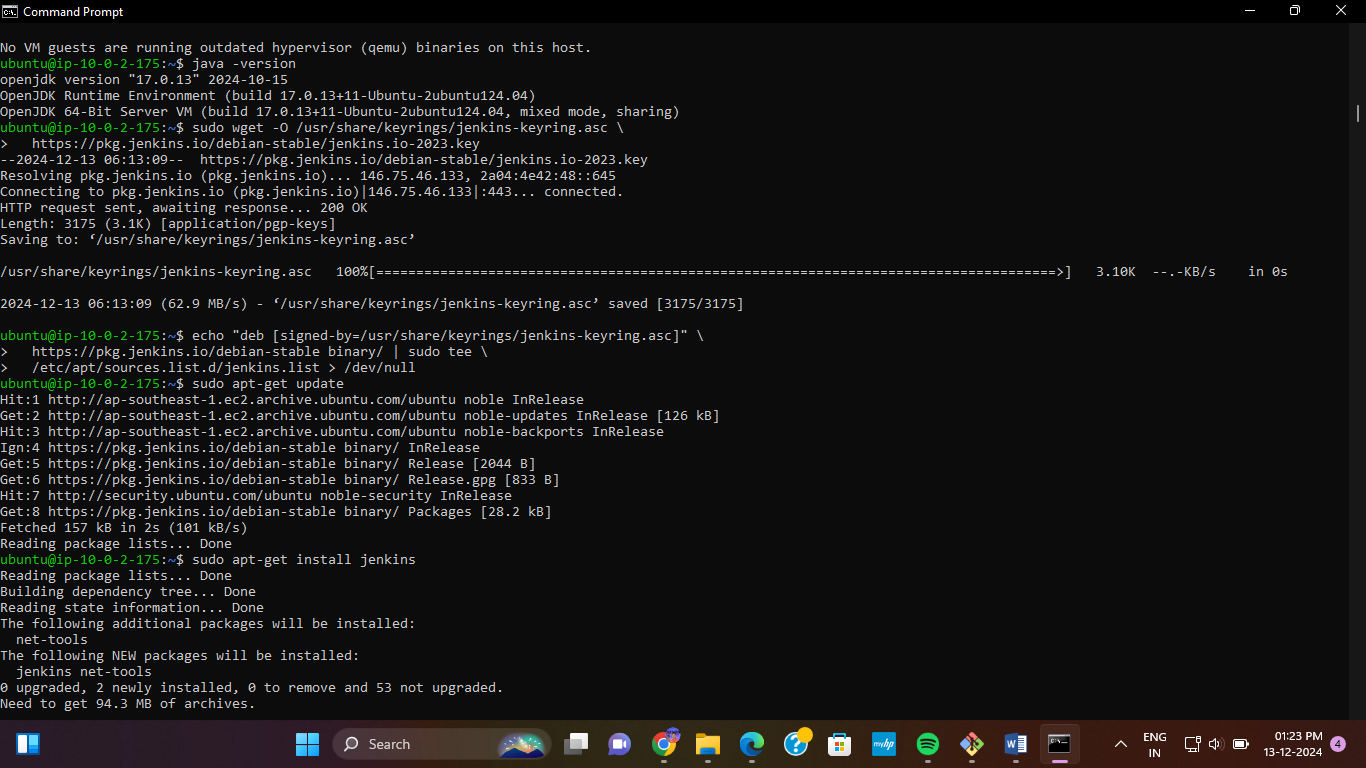 Command Prompt
No VM guests are running outdated hypervisor (qemu) binaries on this host.
ubuntu@ip-10-0-2-175:~$ java -version
openjdk version "17.0.13" 2024-10-15
OpenJDK Runtime Environment (build 17.0.13+11-Ubuntu-2ubuntu124.04)
OpenJDK 64-Bit Server VM (build 17.0.13+11-Ubuntu-2ubuntu124.04, mixed mode, sharing)
ubuntu@ip-10-0-2-175:~$ sudo wget -O /usr/share/keyrings/jenkins-keyring.asc \
>   https://pkg.jenkins.io/debian-stable/jenkins.io-2023.key
--2024-12-13 06:13:09--  https://pkg.jenkins.io/debian-stable/jenkins.io-2023.key
Resolving pkg.jenkins.io (pkg.jenkins.io)... 146.75.46.133, 2a04:4e42:48::645
Connecting to pkg.jenkins.io (pkg.jenkins.io)|146.75.46.133|:443... connected.
HTTP request sent, awaiting response... 200 OK
Length: 3175 (3.1K) [application/pgp-keys]
Saving to: ‘/usr/share/keyrings/jenkins-keyring.asc’
/usr/share/keyrings/jenkins-keyring.asc   100%[=====================================================================================>]   3.10K  --.-KB/s    in 0s
2024-12-13 06:13:09 (62.9 MB/s) - ‘/usr/share/keyrings/jenkins-keyring.asc’ saved [3175/3175]
ubuntu@ip-10-0-2-175:~$ echo "deb [signed-by=/usr/share/keyrings/jenkins-keyring.asc]" \
>   https://pkg.jenkins.io/debian-stable binary/ | sudo tee \
>   /etc/apt/sources.list.d/jenkins.list > /dev/null
ubuntu@ip-10-0-2-175:~$ sudo apt-get update
Hit:1 http://ap-southeast-1.ec2.archive.ubuntu.com/ubuntu noble InRelease
Get:2 http://ap-southeast-1.ec2.archive.ubuntu.com/ubuntu noble-updates InRelease [126 kB]
Hit:3 http://ap-southeast-1.ec2.archive.ubuntu.com/ubuntu noble-backports InRelease
Ign:4 https://pkg.jenkins.io/debian-stable binary/ InRelease
Get:5 https://pkg.jenkins.io/debian-stable binary/ Release [2044 B]
Get:6 https://pkg.jenkins.io/debian-stable binary/ Release.gpg [833 B]
Hit:7 http://security.ubuntu.com/ubuntu noble-security InRelease
Get:8 https://pkg.jenkins.io/debian-stable binary/ Packages [28.2 kB]
Fetched 157 kB in 2s (101 kB/s)
Reading package lists... Done
ubuntu@ip-10-0-2-175:~$ sudo apt-get install jenkins
Reading package lists... Done
Building dependency tree... Done
Reading state information... Done
The following additional packages will be installed:
  net-tools
The following NEW packages will be installed:
  jenkins net-tools
0 upgraded, 2 newly installed, 0 to remove and 53 not upgraded.
Need to get 94.3 MB of archives.
Search
myhp
ENG
IN
01:23 PM
13-12-2024
4